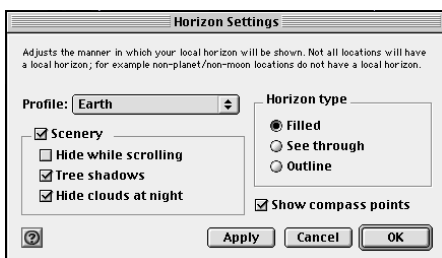 Horizon Settings
Adjusts the manner in which your local horizon will be shown. Not all locations will have
a local horizon; for example non-planet/non-moon locations do not have a local horizon.
Profile: Earth
Scenery
Hide while scrolling
Tree shadows
Hide clouds at night
Horizon type
Filled
See through
Outline
Show compass points
?
Apply
Cancel
OK